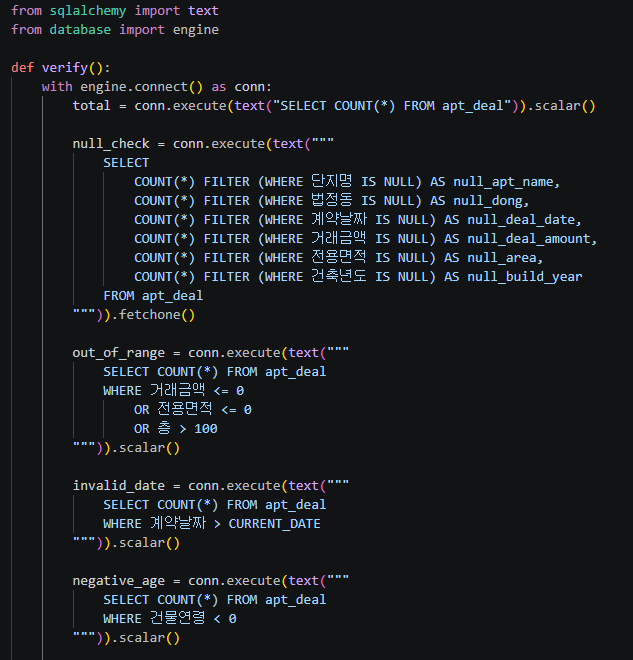 from sqlalchemy import text
from database import engine
def verify():
with engine.connect() as conn:
total = conn.execute(text("SELECT COUNT(*) FROM apt_deal")).scalar()
null_check = conn.execute(text("""
SELECT
COUNT(*) FILTER (WHERE 단지명 IS NULL) AS null_apt_name,
COUNT(*) FILTER (WHERE 법정동 IS NULL) AS null_dong,
COUNT(*) FILTER (WHERE 계약날짜 IS NULL) AS null_deal_date,
COUNT(*) FILTER (WHERE 거래금액 IS NULL) AS null_deal_amount,
COUNT(*) FILTER (WHERE 전용면적 IS NULL) AS null_area,
COUNT(*) FILTER (WHERE 건축년도 IS NULL) AS null_build_year
FROM apt_deal
""")).fetchone()
out_of_range = conn.execute(text("""
SELECT COUNT(*) FROM apt_deal
WHERE 거래금액 <= 0
OR 전용면적 <= 0
OR 층 > 100
""")).scalar()
invalid_date = conn.execute(text("""
SELECT COUNT(*) FROM apt_deal
WHERE 계약날짜 > CURRENT_DATE
""")).scalar()
negative_age = conn.execute(text("""
SELECT COUNT(*) FROM apt_deal
WHERE 건물연령 < 0
""")).scalar()